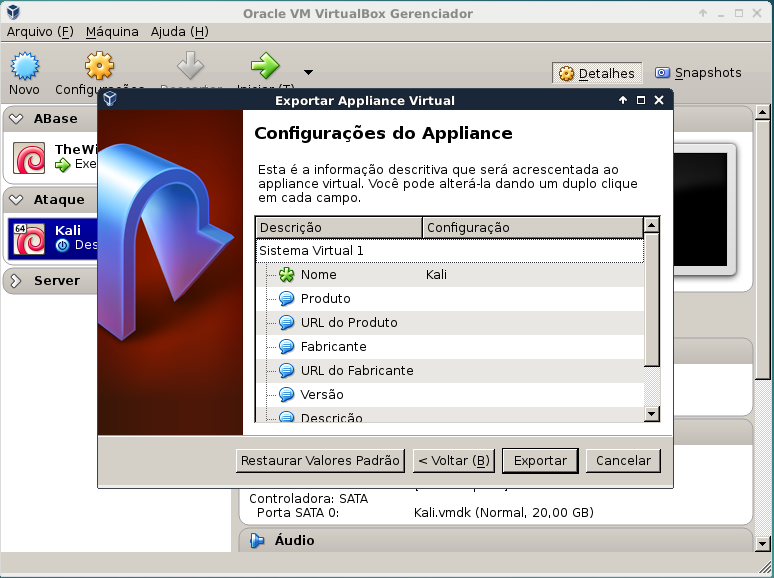 Oracle VM VirtualBox Gerenciador
Arquivo (F) Máquina Ajuda (H)
Novo
Detalhes
Snapshots
Exportar Appliance Virtual
ABase
Exe
Ataque
64
Kali
Des
Server
Configurações do Appliance
Esta é a informação descritiva que será acrescentada ao
appliance virtual. Você pode alterá-la dando um duplo clique
em cada campo.
Descrição Configuração
Sistema Virtual 1
Nome Kali
Produto
URL do Produto
Fabricante
URL do Fabricante
Versão
Descrição
Restaurar Valores Padrão < Voltar (B) Exportar Cancelar
Controladora: SATA
Porta SATA 0: Kali.vmdk (Normal, 20,00 GB)
Áudio